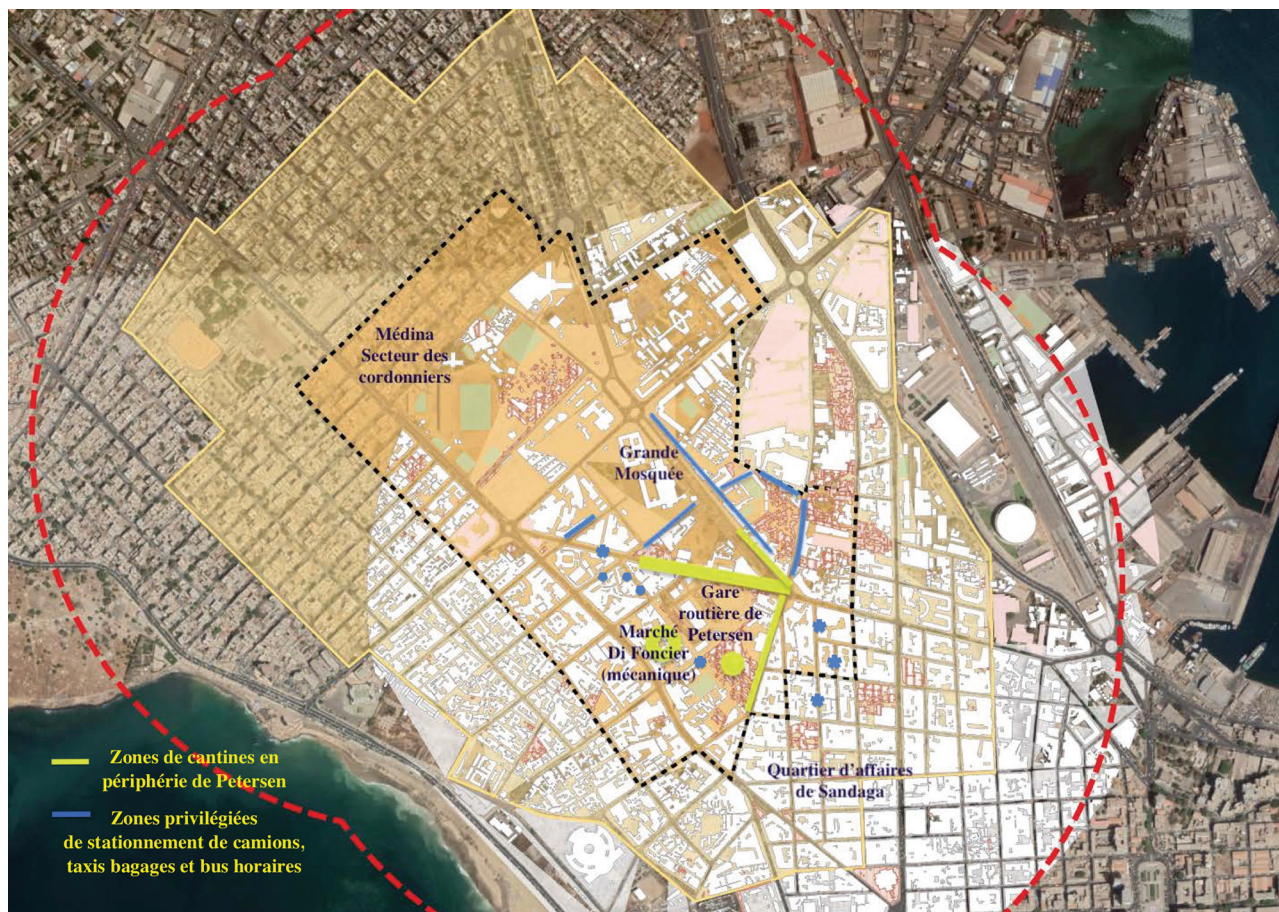 Médina
Secteur des
cordonniers
Grande
Mosquée
Gare
routière de
Petersen
Marché
Di Foncier
(mécanique)
Quartier d'affaires
de Sandaga
Zones de cantines en
périphérie de Petersen
Zones privilégiées
de stationnement de camions,
taxis bagages et bus horaires